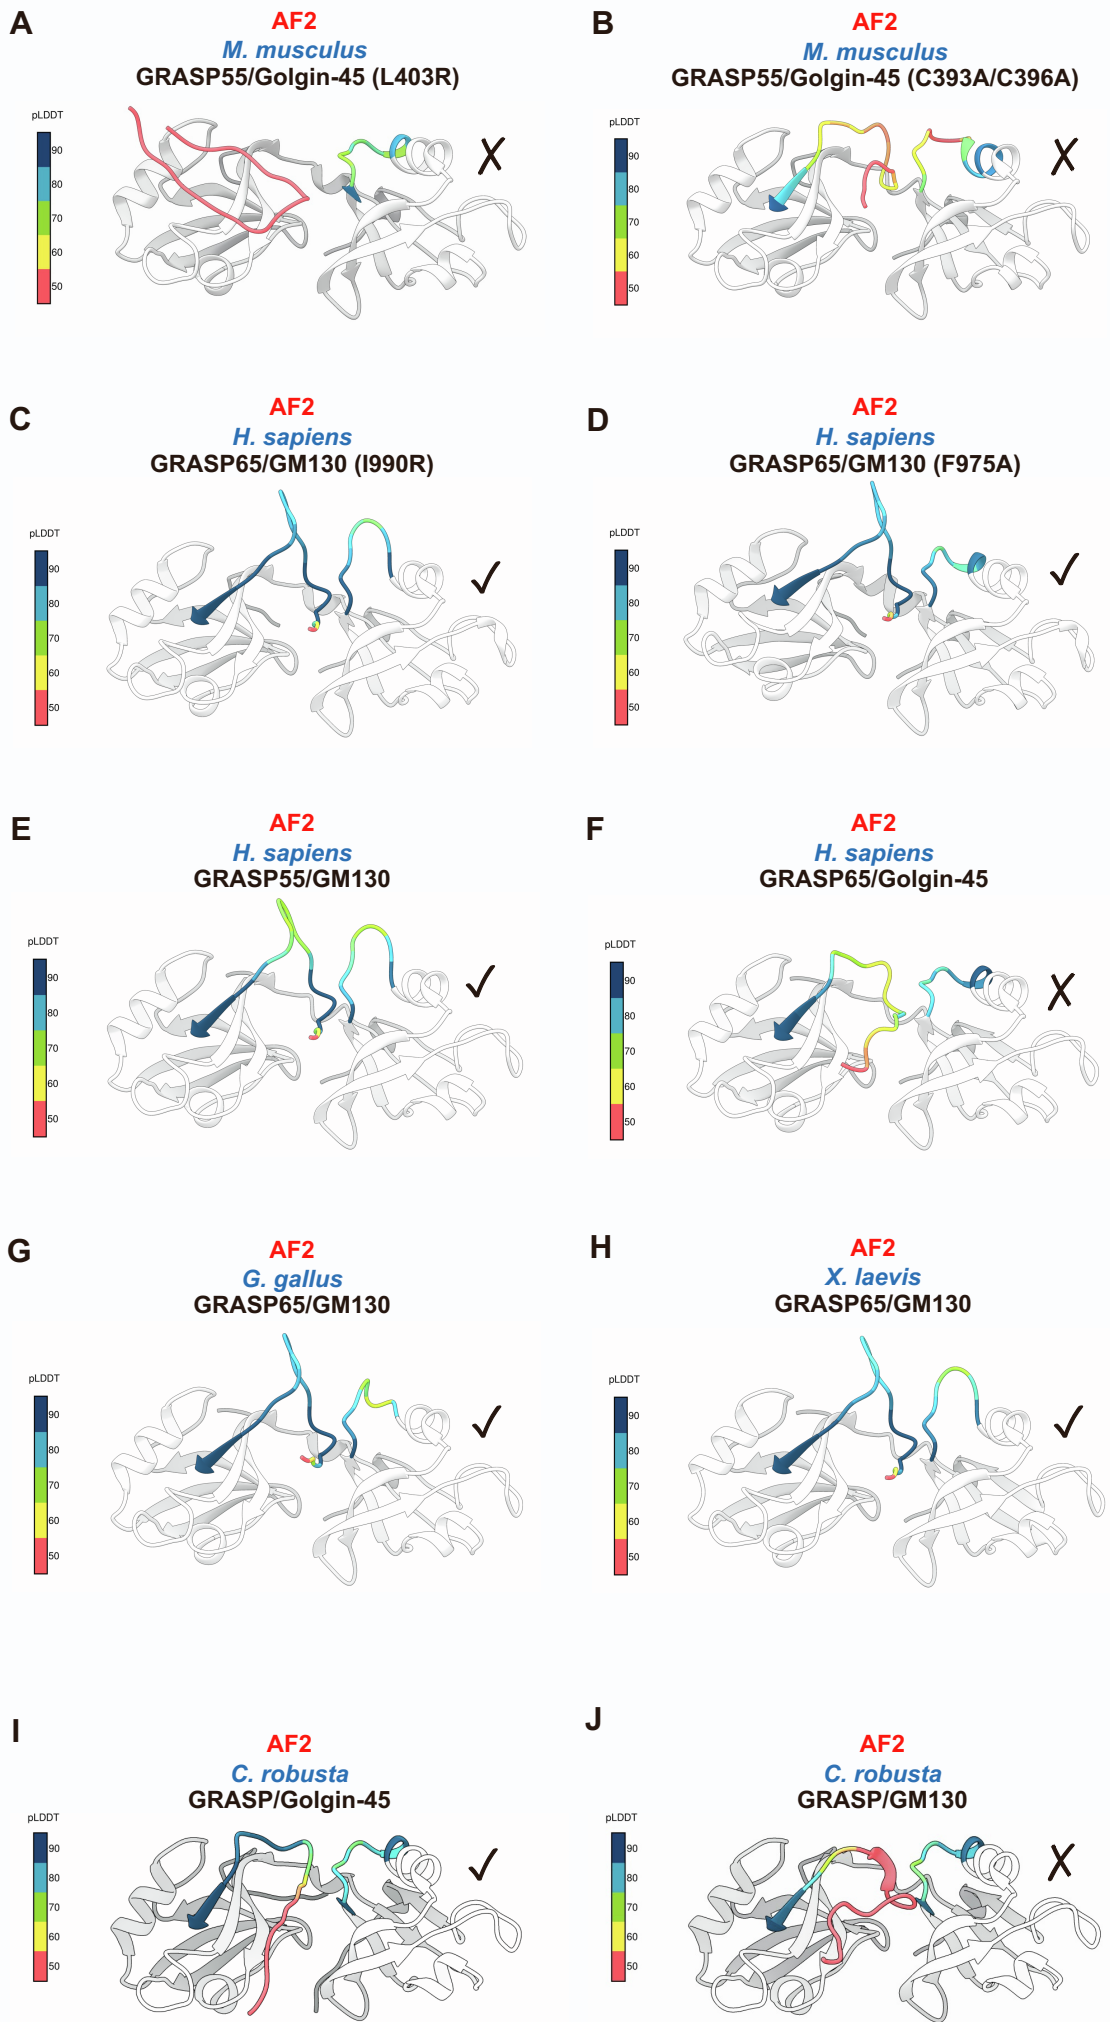 A
AF2
M. musculus
GRASP55/Golgin-45 (L403R)
pLDDT
90
80
70
60
50
B
AF2
M. musculus
GRASP55/Golgin-45 (C393A/C396A)
pLDDT
90
80
70
60
50
C
AF2
H. sapiens
GRASP65/GM130 (I990R)
pLDDT
90
80
70
60
50
D
AF2
H. sapiens
GRASP65/GM130 (F975A)
pLDDT
90
80
70
60
50
E
AF2
H. sapiens
GRASP55/GM130
pLDDT
90
80
70
60
50
F
AF2
H. sapiens
GRASP65/Golgin-45
pLDDT
90
80
70
60
50
G
AF2
G. gallus
GRASP65/GM130
pLDDT
90
80
70
60
50
H
AF2
X. laevis
GRASP65/GM130
pLDDT
90
80
70
60
50
I
AF2
C. robusta
GRASP/Golgin-45
pLDDT
90
80
70
60
50
J
AF2
C. robusta
GRASP/GM130
pLDDT
90
80
70
60
50